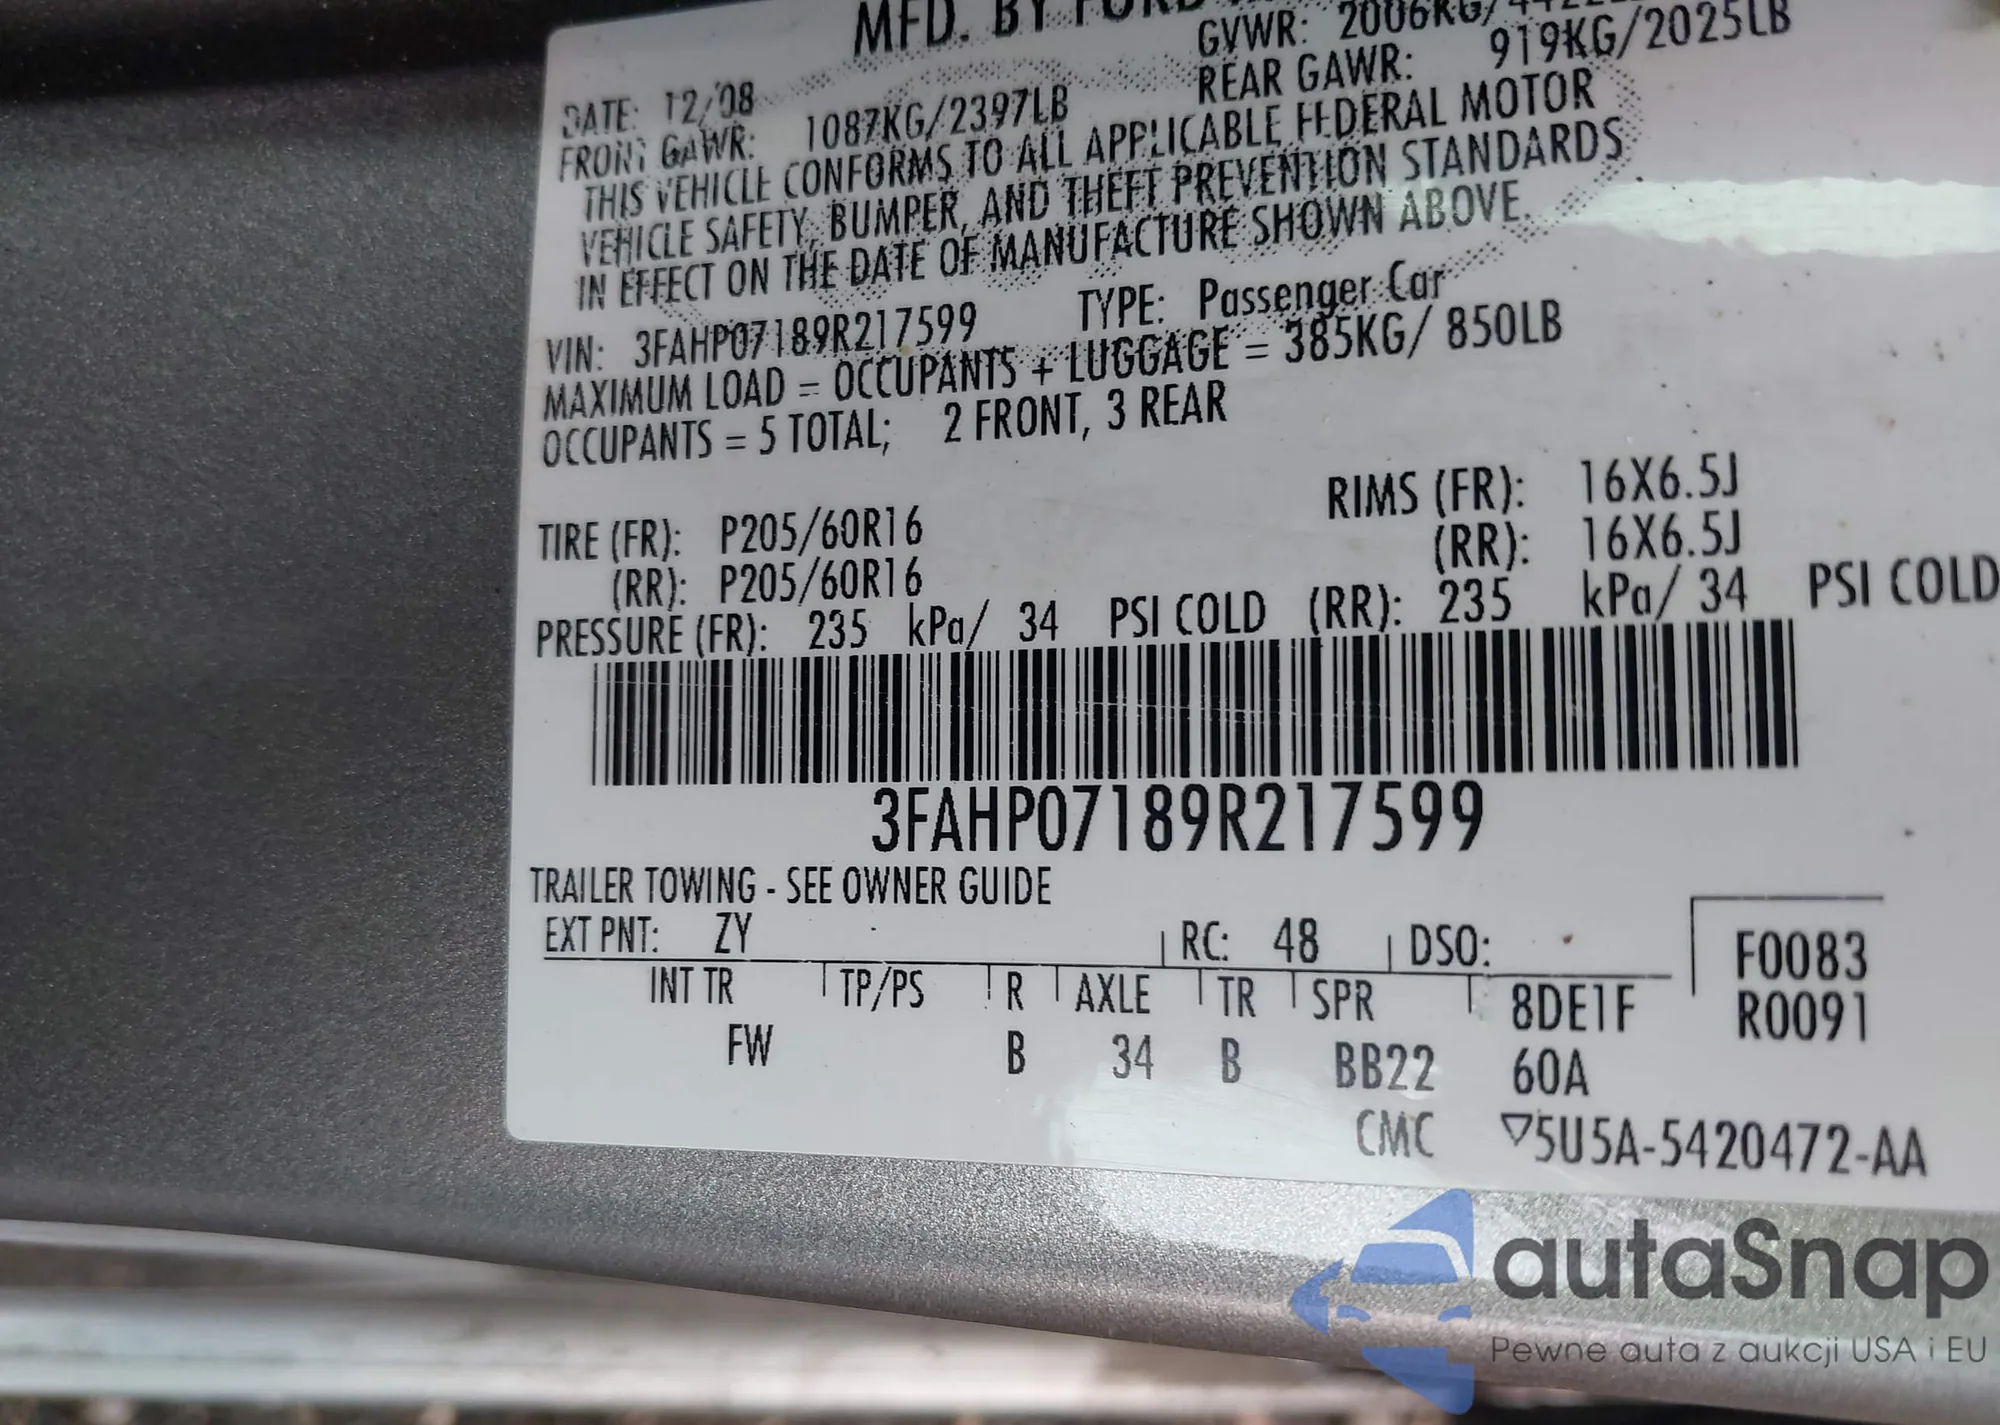 MFD. BY FORD
GVWR: 2006KG/
DATE: 12/08
REAR GAWR: 919KG/2025LB
FRONT GAWR: 1087KG/2397LB
THIS VEHICLE CONFORMS TO ALL APPLICABLE FEDERAL MOTOR
VEHICLE SAFETY, BUMPER, AND THEFT PREVENTION STANDARDS
IN EFFECT ON THE DATE OF MANUFACTURE SHOWN ABOVE.
VIN: 3FAHP07189R217599 TYPE: Passenger Car
MAXIMUM LOAD = OCCUPANTS + LUGGAGE = 385KG/ 850LB
OCCUPANTS = 5 TOTAL; 2 FRONT, 3 REAR
TIRE (FR): P205/60R16 RIMS (FR): 16X6.5J
(RR): P205/60R16 (RR): 16X6.5J
PRESSURE (FR): 235 kPa/ 34 PSI COLD (RR): 235 kPa/ 34 PSI COLD
3FAHP07189R217599
TRAILER TOWING - SEE OWNER GUIDE
EXT PNT: ZY RC: 48 DSO: F0083
INT TR TP/PS R AXLE TR SPR 8DE1F R0091
FW B 34 B BB22 60A
CMC ▽5U5A-5420472-AA
autaSnap
Pewne auta z aukcji USA i EU